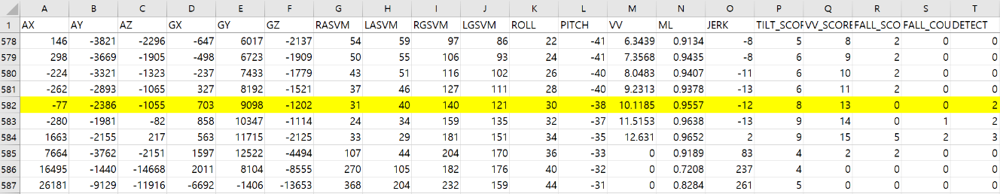 A B C D E F G H I J K L M N O P Q R S T
1 AX AY AZ GX GY GZ RASVM LASVM RGSVM LGSVM ROLL PITCH VV ML JERK TILT_SCOF VV_SCORE FALL_SCO FALL_COU DETECT
578 146 -3821 -2296 -647 6017 -2137 54 59 97 86 22 -41 6.3439 0.9134 -8 5 8 2 0 0
579 298 -3669 -1905 -498 6723 -1909 50 55 106 93 24 -41 7.3568 0.9435 -8 6 9 2 0 0
580 -224 -3321 -1323 -237 7433 -1779 43 51 116 102 26 -40 8.0483 0.9407 -11 6 10 2 0 0
581 -262 -2893 -1065 327 8192 -1521 37 46 127 111 28 -40 9.2313 0.9378 -13 6 11 2 0 0
582 -77 -2386 -1055 703 9098 -1202 31 40 140 121 30 -38 10.1185 0.9557 -12 8 13 0 0 2
583 -280 -1981 -82 858 10347 -1114 24 34 159 135 32 -37 11.5153 0.9638 -13 9 14 0 1 2
584 1663 -2155 217 563 11715 -2125 33 29 181 151 34 -35 12.631 0.9652 2 9 15 5 2 3
585 7664 -3762 -2151 1597 12522 -4494 107 44 204 170 36 -33 0 0.9189 83 4 2 2 0 0
586 16495 -1440 -14668 2011 8104 -8555 270 105 182 176 40 -32 0 0.7208 237 4 0 0 0 0
587 26181 -9129 -11916 -6692 -1406 -13653 368 204 232 159 44 -31 0 0.8284 261 5 0 0 0 0